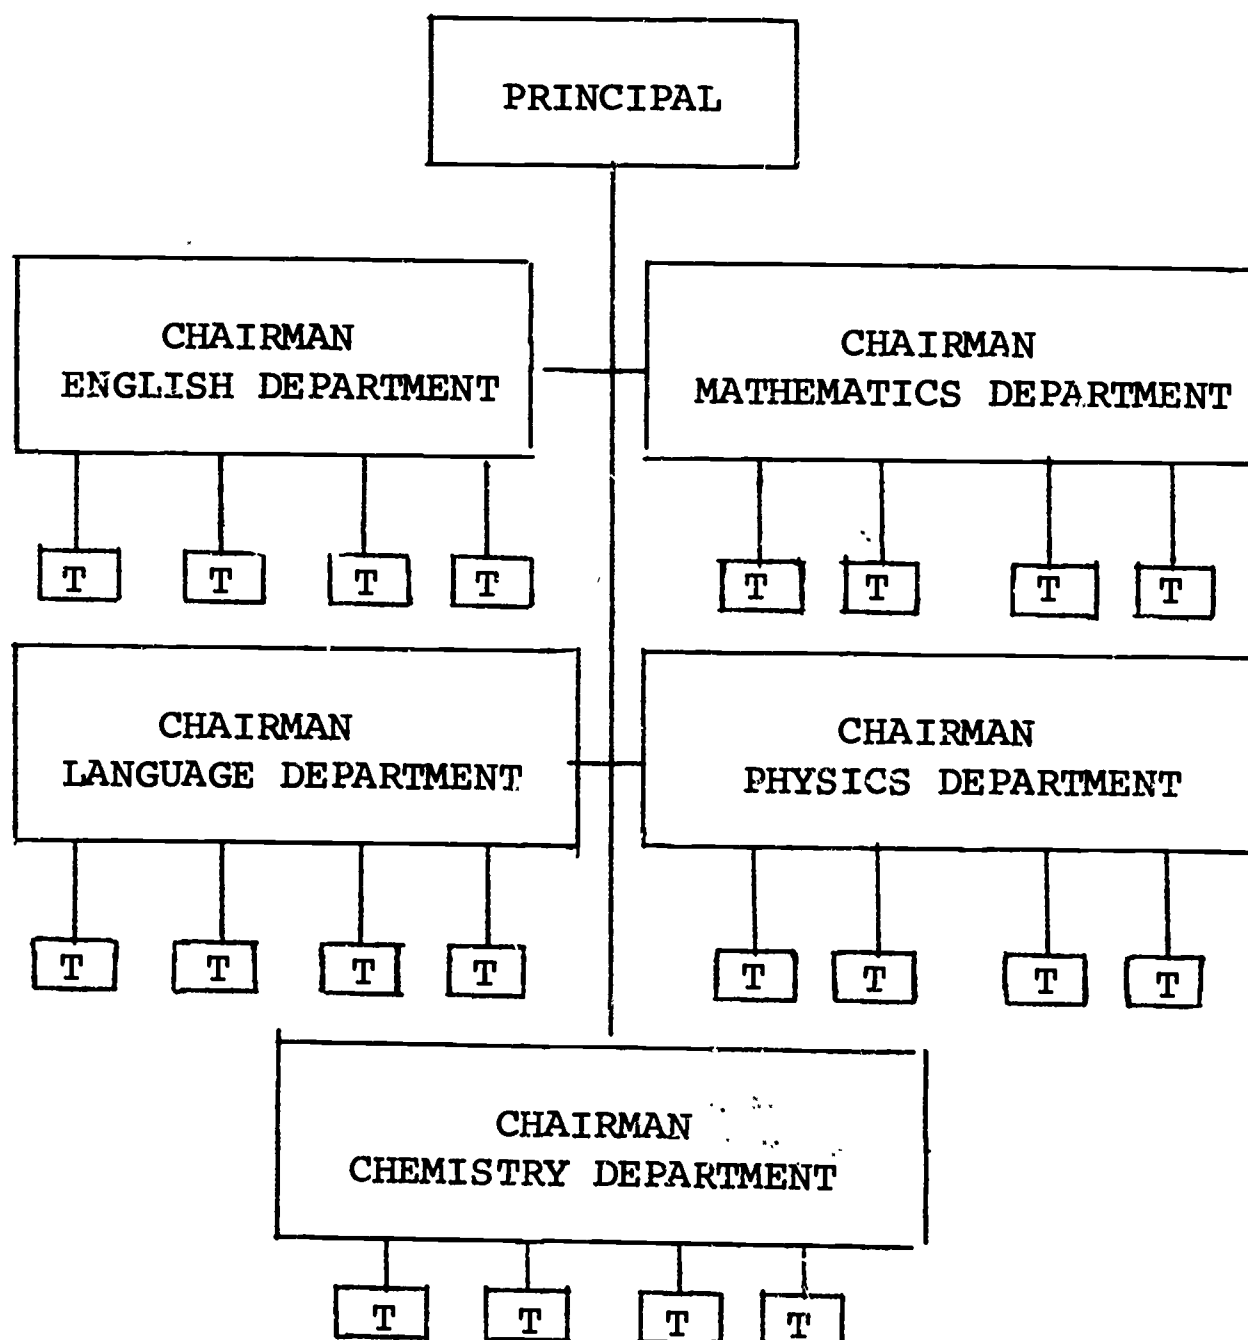 PRINCIPAL
CHAIRMAN
ENGLISH DEPARTMENT
CHAIRMAN
MATHEMATICS DEPARTMENT
T T T T
T T T T
CHAIRMAN
LANGUAGE DEPARTMENT
CHAIRMAN
PHYSICS DEPARTMENT
T T T T
T T T T
CHAIRMAN
CHEMISTRY DEPARTMENT
T T T T